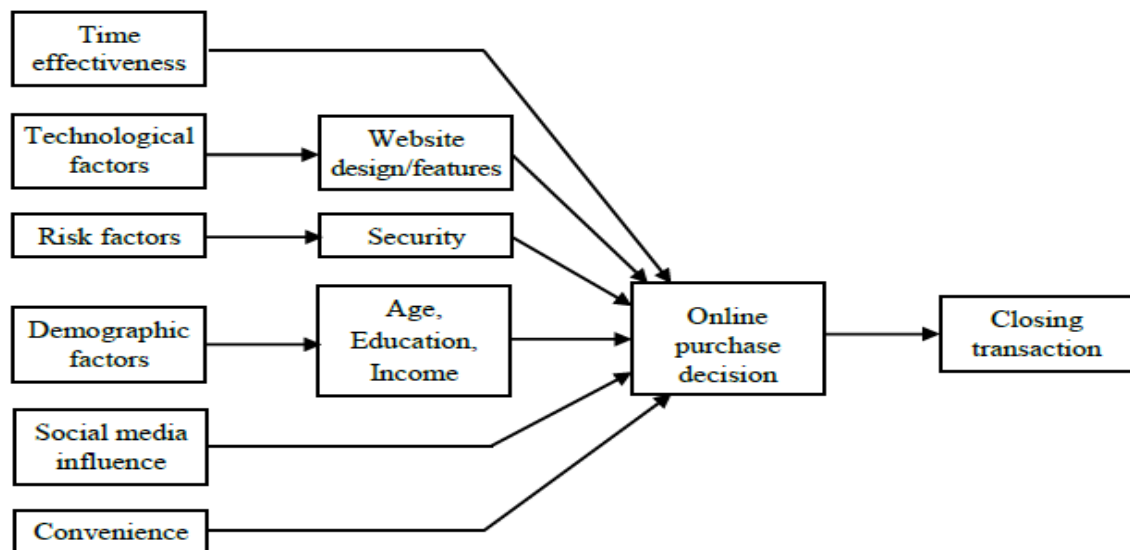 Time
effectiveness
Technological
factors
Website
design/features
Risk factors
Security
Demographic
factors
Age,
Education,
Income
Online
purchase
decision
Closing
transaction
Social media
influence
Convenience